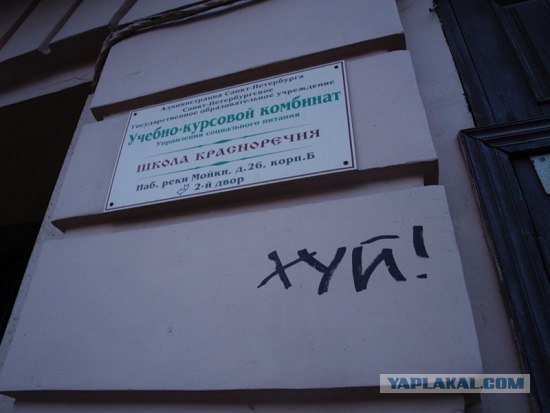 Администрация Санкт-Петербурга
Санкт-Петербургское
Государственное образовательное учреждение
Учебно-курсовой комбинат
Управления социального питания
ШКОЛА КРАСНОРЕЧИЯ
Наб. реки Мойки, д.26, корп.Б
2-й двор
ХУЙ!
YAPLAKAL.COM